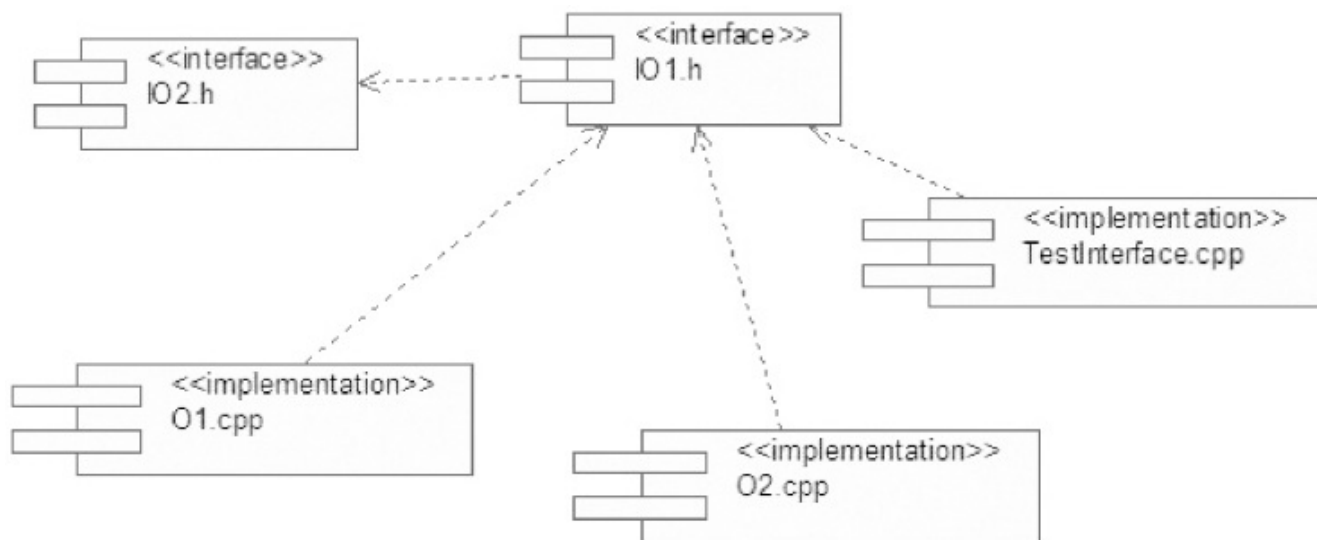 <<interface>>
IO2.h
<<interface>>
IO1.h
<<implementation>>
TestInterface.cpp
<<implementation>>
O1.cpp
<<implementation>>
O2.cpp